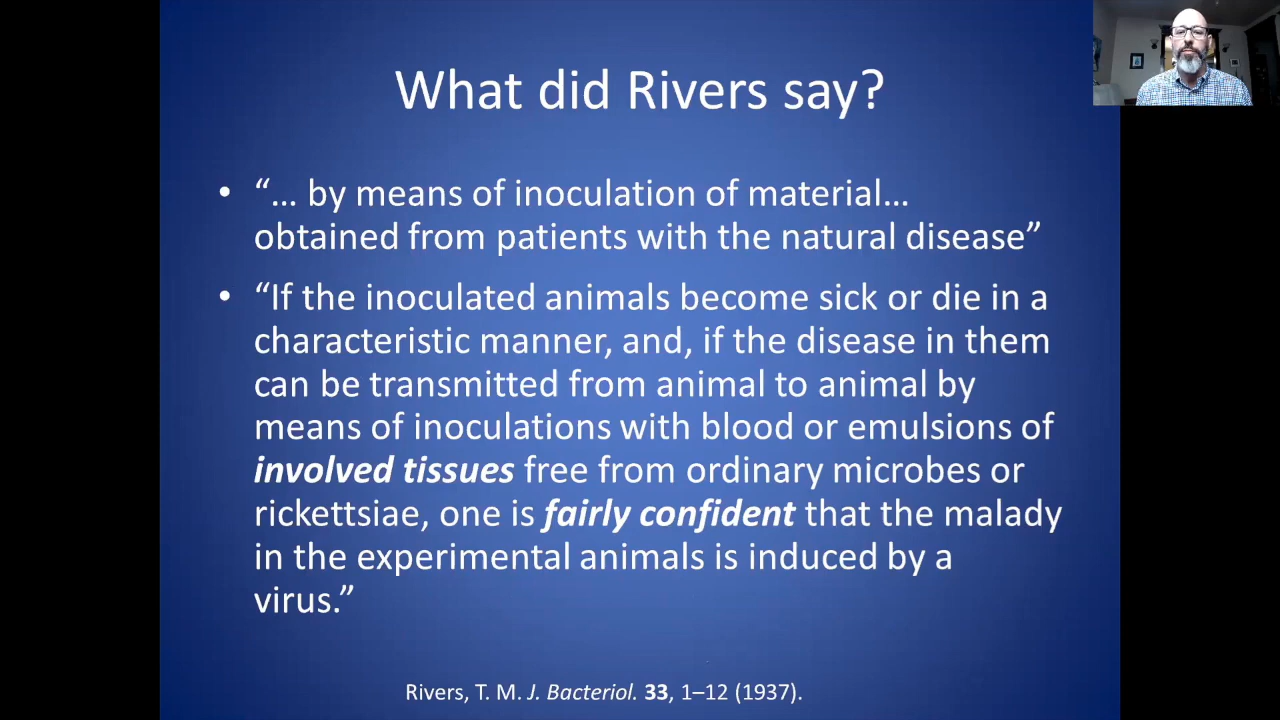 What did Rivers say?
• “... by means of inoculation of material...
obtained from patients with the natural disease”
• “If the inoculated animals become sick or die in a
characteristic manner, and, if the disease in them
can be transmitted from animal to animal by
means of inoculations with blood or emulsions of
involved tissues free from ordinary microbes or
rickettsiae, one is fairly confident that the malady
in the experimental animals is induced by a
virus.”
Rivers, T. M. J. Bacteriol. 33, 1–12 (1937).